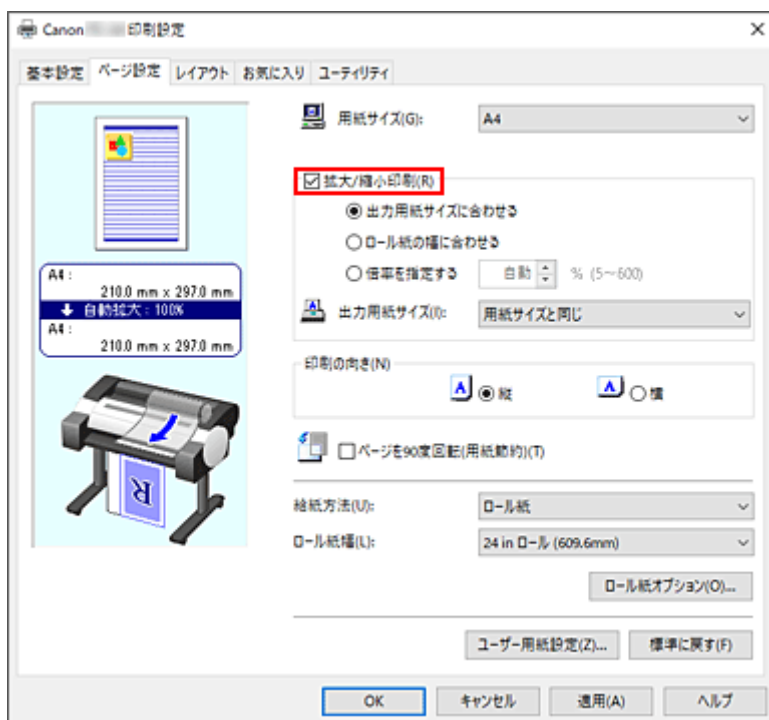 Canon 印刷設定
基本設定 ページ設定 レイアウト お気に入り ユーティリティ
用紙サイズ(G): A4
拡大/縮小印刷(R)
出力用紙サイズに合わせる
ロール紙の幅に合わせる
倍率を指定する 自動 % (5～600)
出力用紙サイズ(I): 用紙サイズと同じ
A4 :
210.0 mm x 297.0 mm
自動拡大 : 100%
A4 :
210.0 mm x 297.0 mm
印刷の向き(N)
A 縦 A 横
ページを90度回転(用紙節約)(T)
R
給紙方法(U): ロール紙
ロール紙幅(L): 24 in ロール (609.6mm)
ロール紙オプション(O)...
ユーザー用紙設定(Z)... 標準に戻す(F)
OK キャンセル 適用(A) ヘルプ